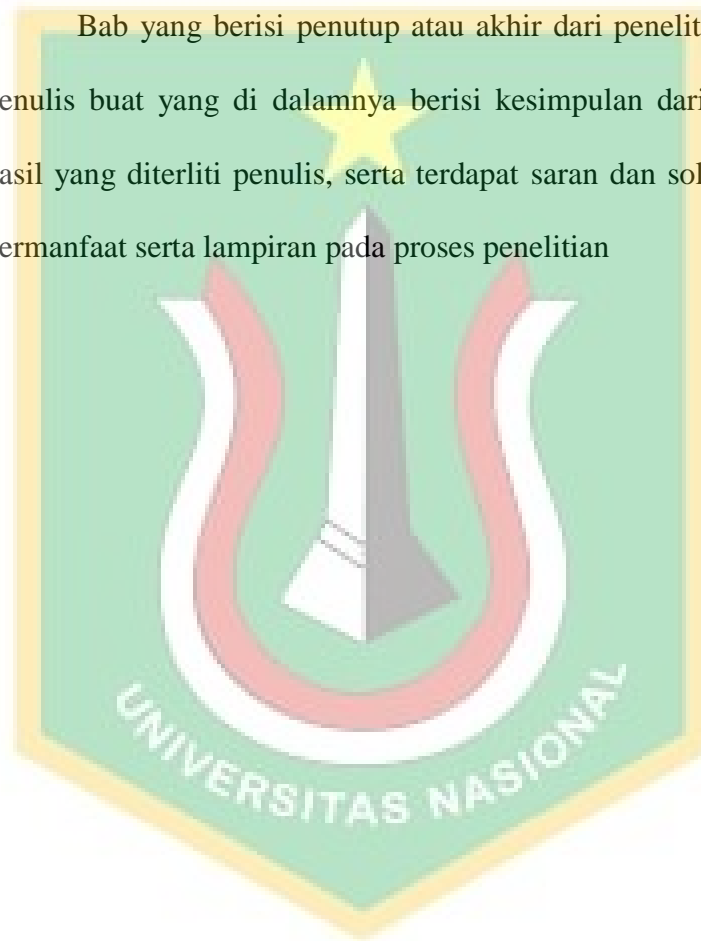 Bab yang berisi penutup atau akhir dari penelit
enulis buat yang di dalamnya berisi kesimpulan dari
asil yang diterliti penulis, serta terdapat saran dan sol
ermanfaat serta lampiran pada proses penelitian
UNIVERSITAS NASIONAL